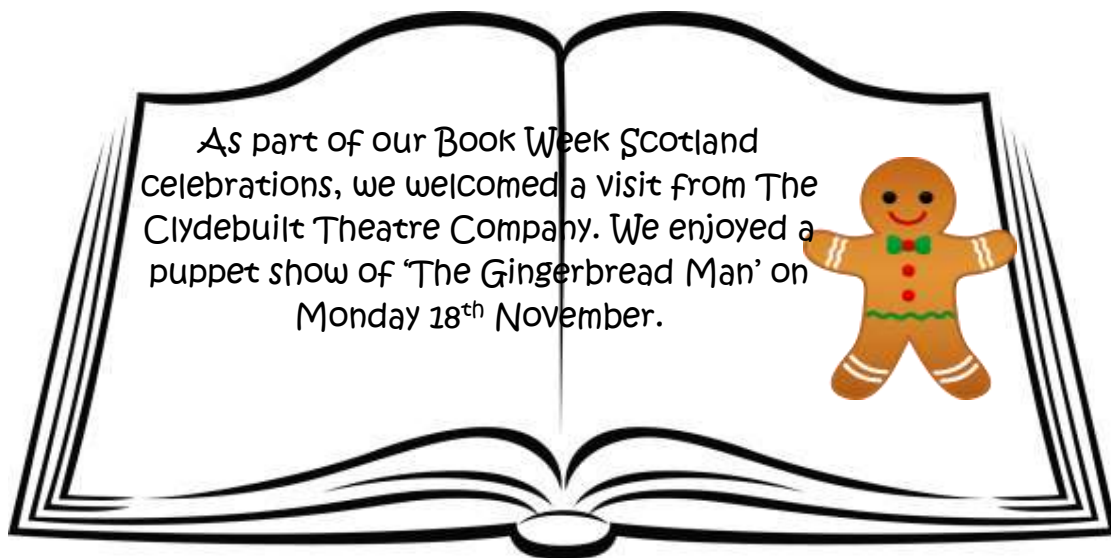 As part of our Book Week Scotland
celebrations, we welcomed a visit from The
Clydebuilt Theatre Company. We enjoyed a
puppet show of ‘The Gingerbread Man’ on
Monday 18th November.